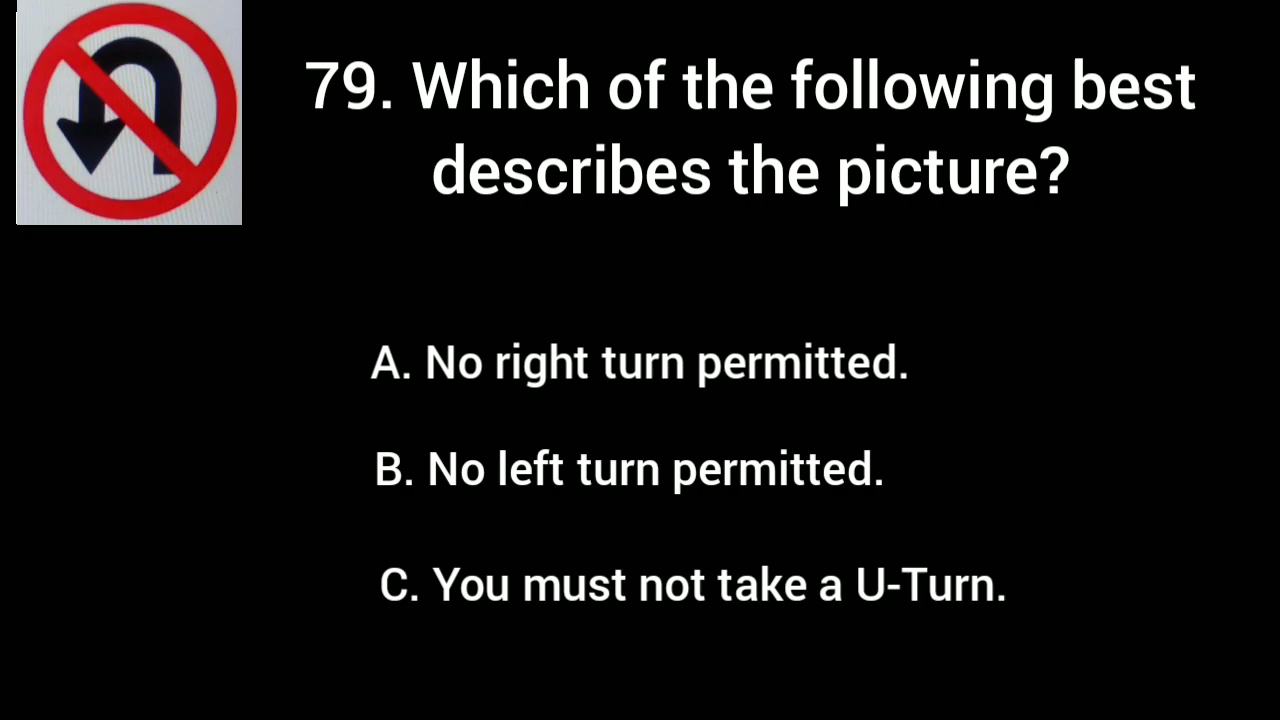 79. Which of the following best
describes the picture?
A. No right turn permitted.
B. No left turn permitted.
C. You must not take a U-Turn.